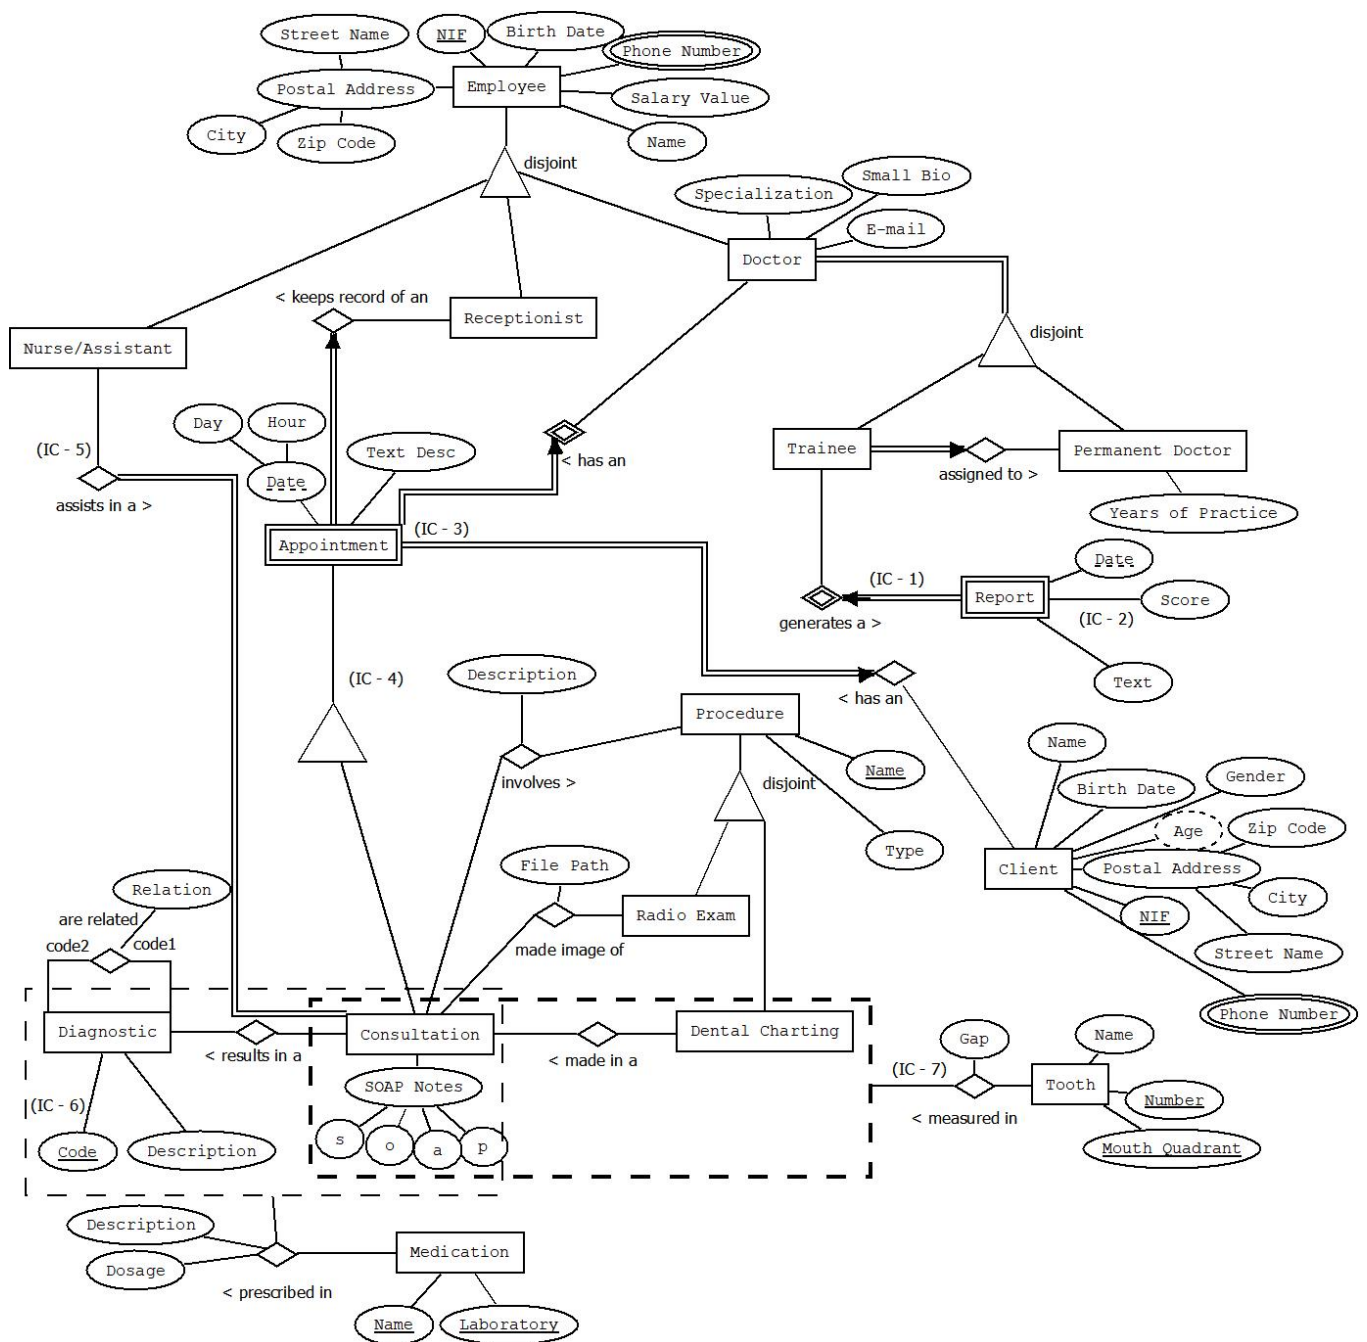 Street Name
NIF
Birth Date
Phone Number
Postal Address
Employee
Salary Value
City
Zip Code
Name
disjoint
Specialization
Small Bio
E-mail
Doctor
< keeps record of an
Receptionist
Nurse/Assistant
disjoint
Day
Hour
(IC - 5)
Text Desc
< has an
Trainee
Permanent Doctor
assigned to >
Date
assists in a >
Years of Practice
(IC - 3)
Appointment
Date
(IC - 1)
Report
Score
generates a >
(IC - 2)
Description
(IC - 4)
Text
< has an
Procedure
Name
involves >
disjoint
Name
Birth Date
Gender
Age
Zip Code
Type
File Path
Client
Postal Address
Relation
City
are related
Radio Exam
NIF
code2
code1
made image of
Street Name
Phone Number
Diagnostic
Consultation
Dental Charting
Gap
Name
< results in a
< made in a
(IC - 7)
Tooth
SOAP Notes
Number
(IC - 6)
< measured in
s
o
a
p
Code
Description
Mouth Quadrant
Description
Medication
Dosage
< prescribed in
Name
Laboratory